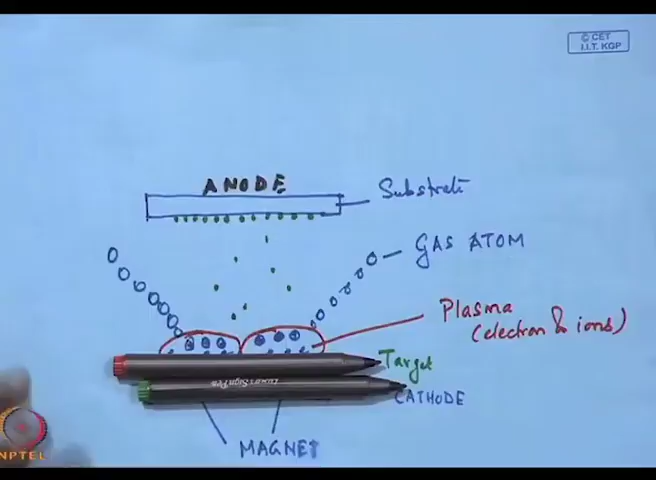 © CET
I.I.T. KGP
ANODE
Substrate
GAS ATOM
Plasma
(electron & ions)
Target
CATHODE
MAGNET
NPTEL